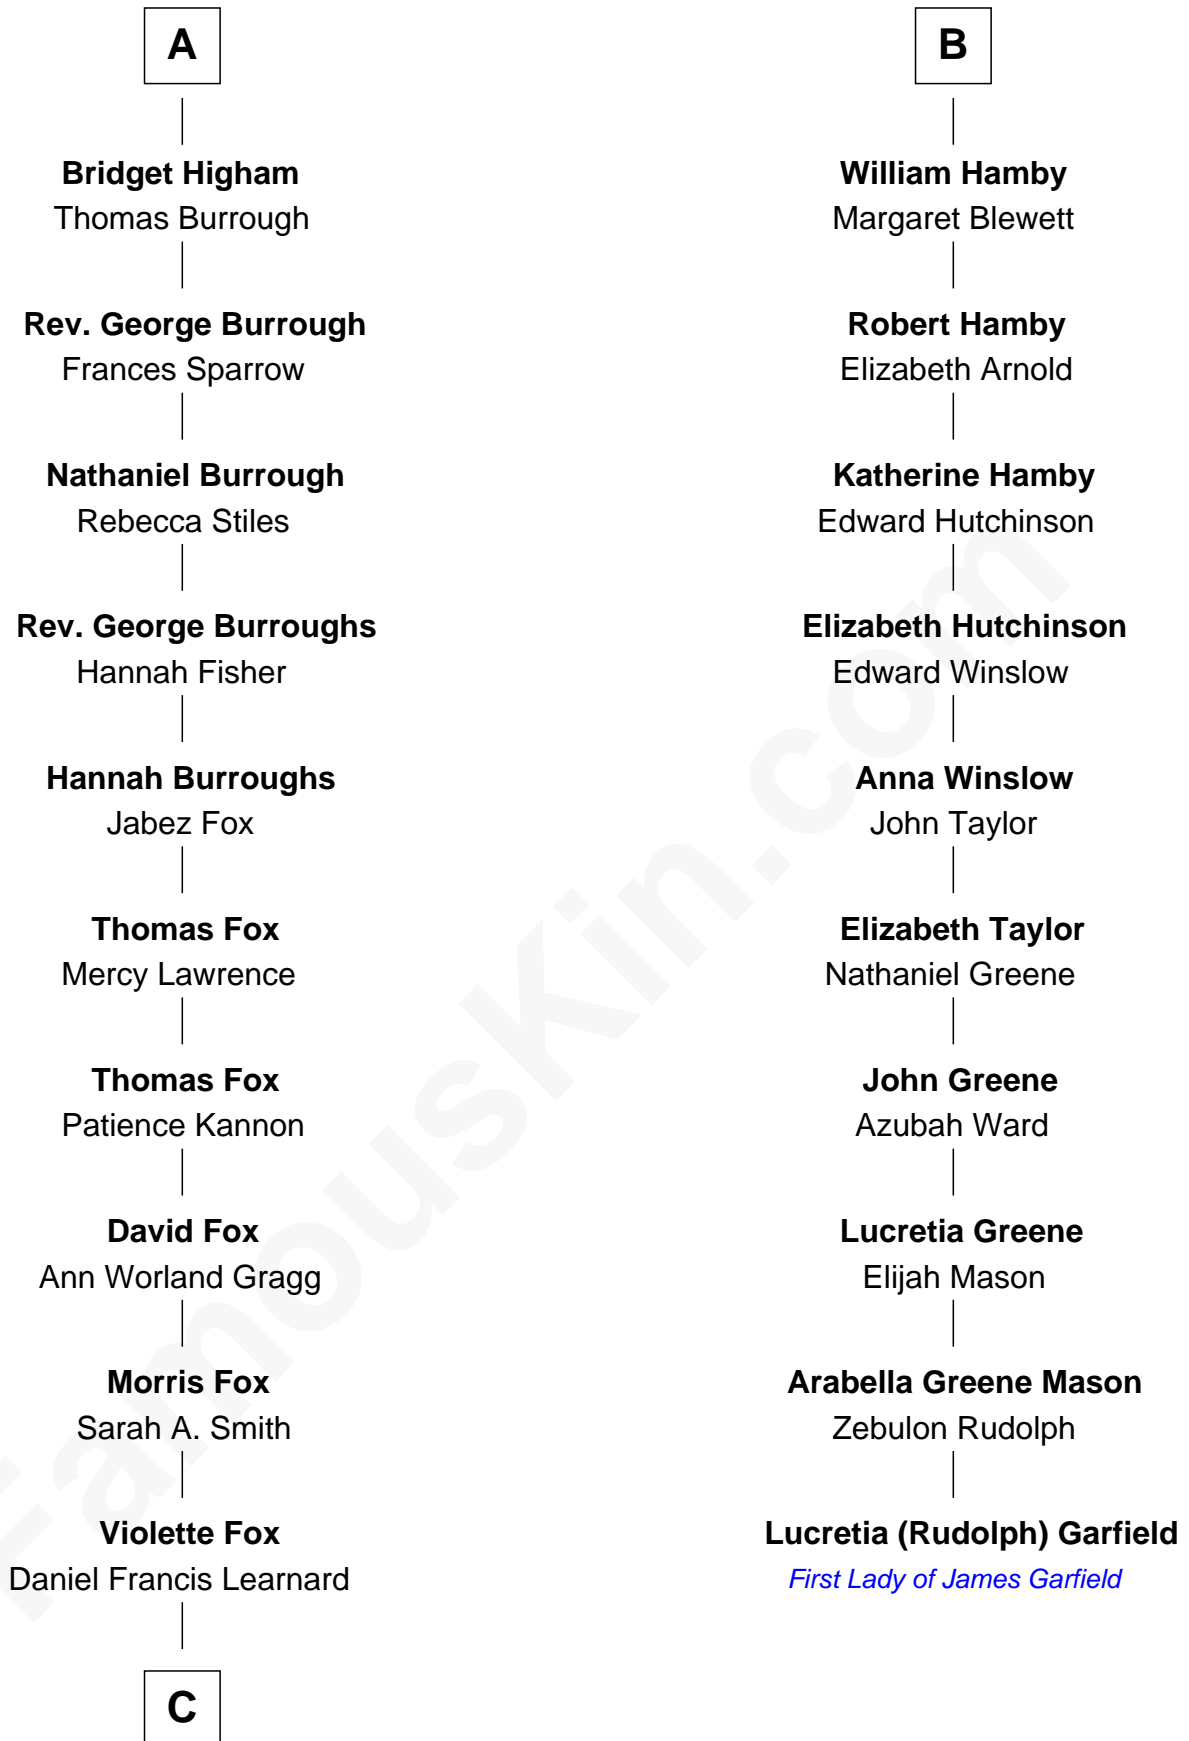 A
Bridget Higham
Thomas Burrough
Rev. George Burrough
Frances Sparrow
Nathaniel Burrough
Rebecca Stiles
Rev. George Burroughs
Hannah Fisher
Hannah Burroughs
Jabez Fox
Thomas Fox
Mercy Lawrence
Thomas Fox
Patience Kannon
David Fox
Ann Worland Gragg
Morris Fox
Sarah A. Smith
Violette Fox
Daniel Francis Learnard
C
B
William Hamby
Margaret Blewett
Robert Hamby
Elizabeth Arnold
Katherine Hamby
Edward Hutchinson
Elizabeth Hutchinson
Edward Winslow
Anna Winslow
John Taylor
Elizabeth Taylor
Nathaniel Greene
John Greene
Azubah Ward
Lucretia Greene
Elijah Mason
Arabella Greene Mason
Zebulon Rudolph
Lucretia (Rudolph) Garfield
First Lady of James Garfield
FamousKin.com